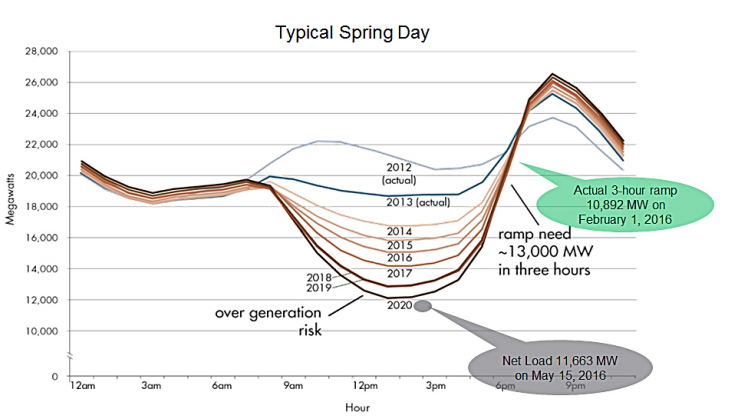 Typical Spring Day
28,000
26,000
24,000
22,000
20,000
18,000
16,000
14,000
12,000
10,000
0
Megawatts
2012
(actual)
2013 (actual)
2014
2015
2016
2017
2018
2019
2020
over generation
risk
ramp need
~13,000 MW
in three hours
Actual 3-hour ramp
10,892 MW on
February 1, 2016
Net Load 11,663 MW
on May 15, 2016
12am
3am
6am
9am
12pm
3pm
6pm
9pm
Hour